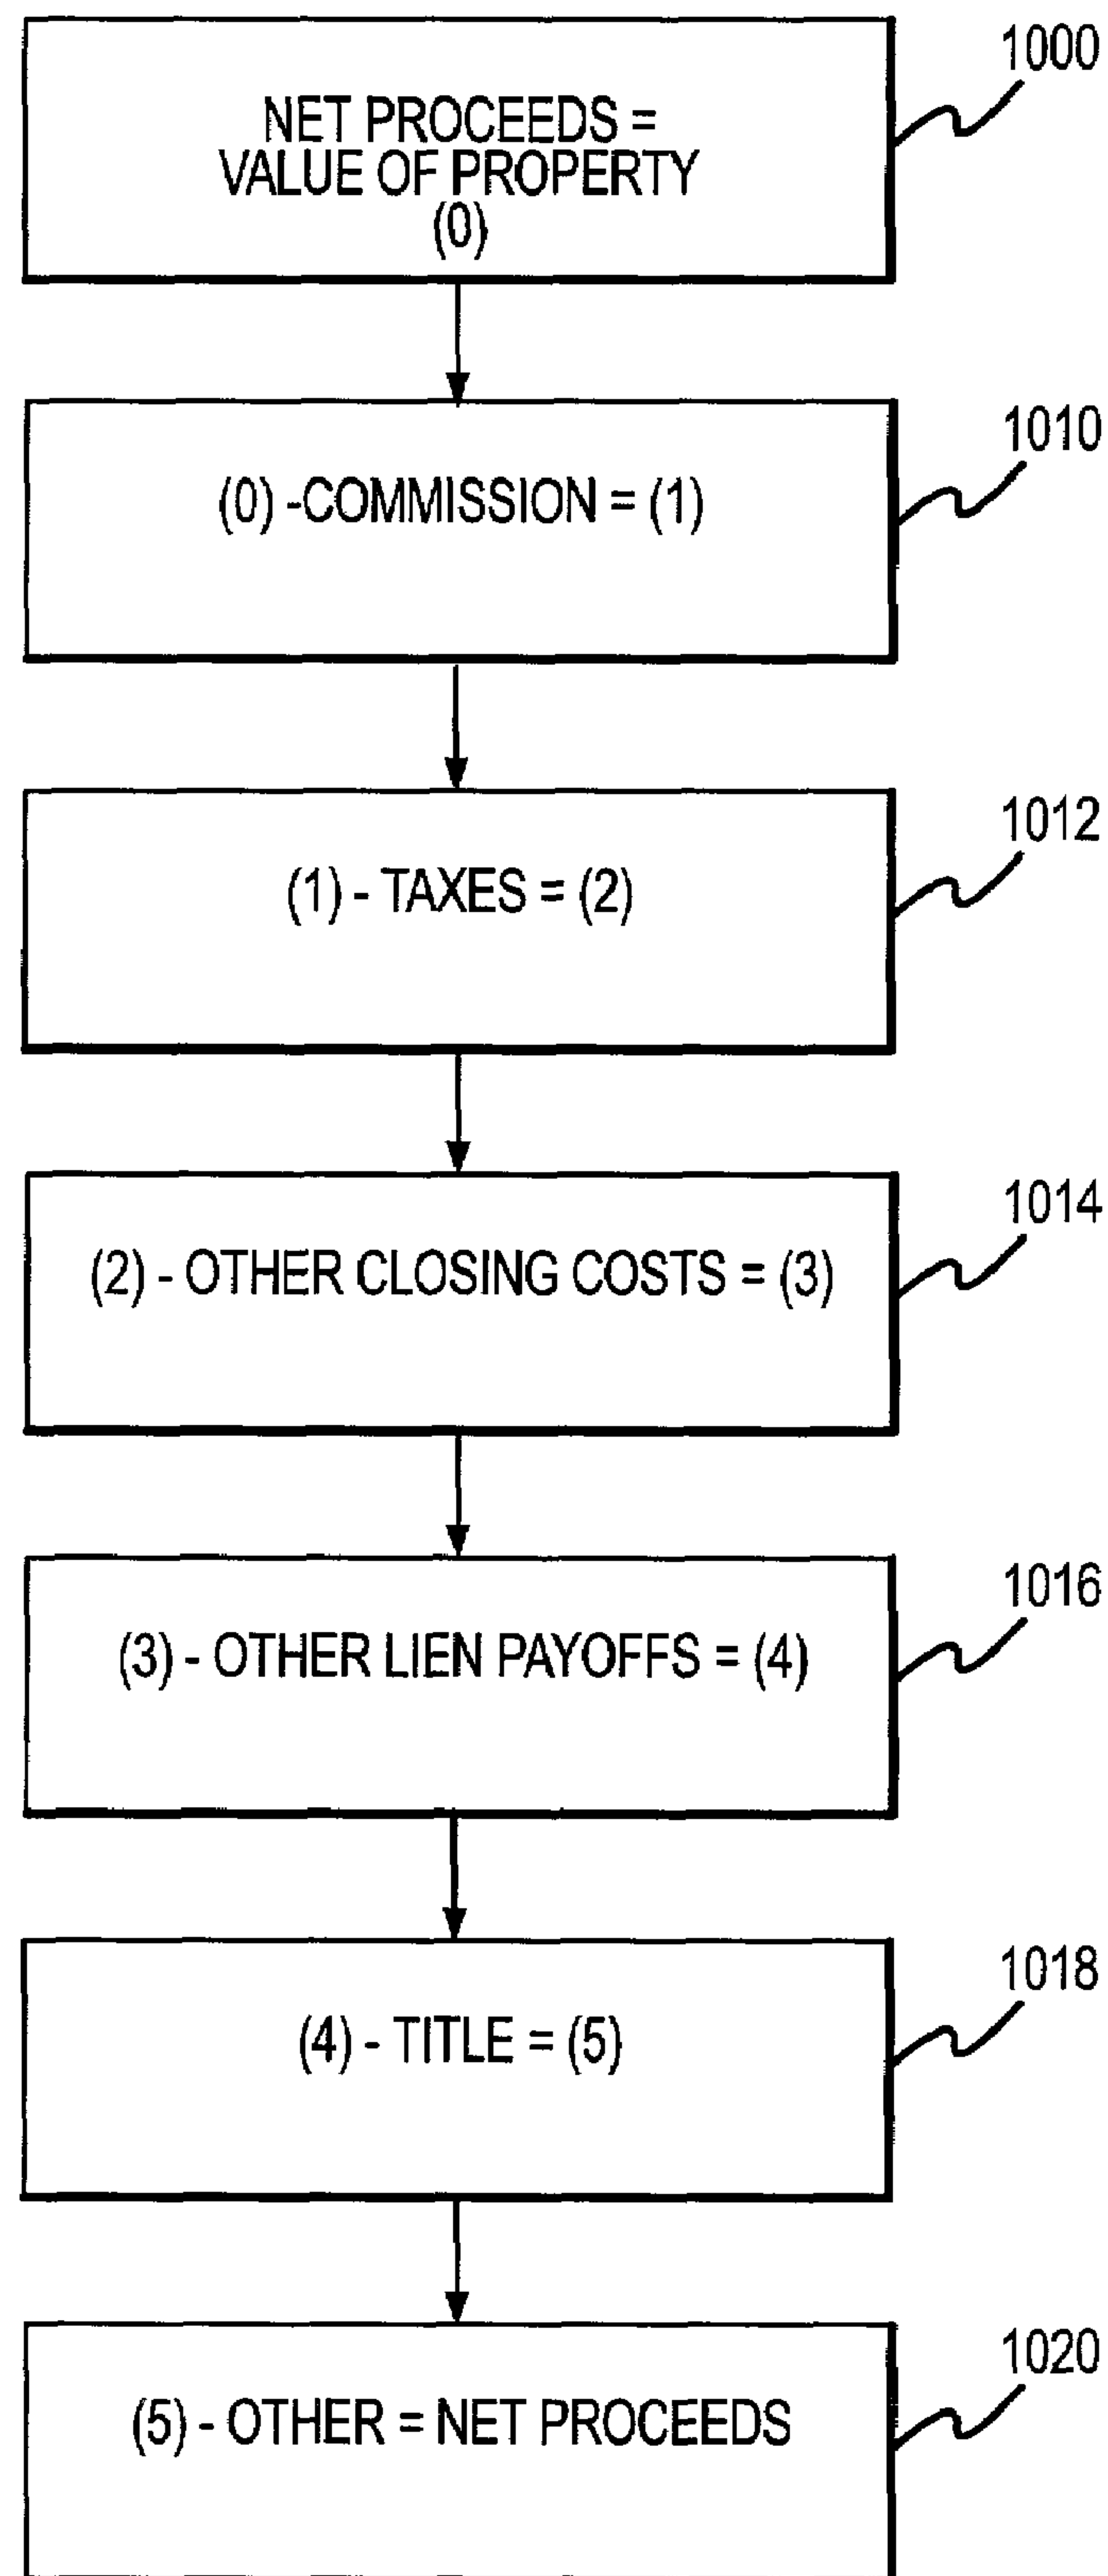 1000
NET PROCEEDS =
VALUE OF PROPERTY
(0)
1010
(0) -COMMISSION = (1)
1012
(1) - TAXES = (2)
1014
(2) - OTHER CLOSING COSTS = (3)
1016
(3) - OTHER LIEN PAYOFFS = (4)
1018
(4) - TITLE = (5)
1020
(5) - OTHER = NET PROCEEDS